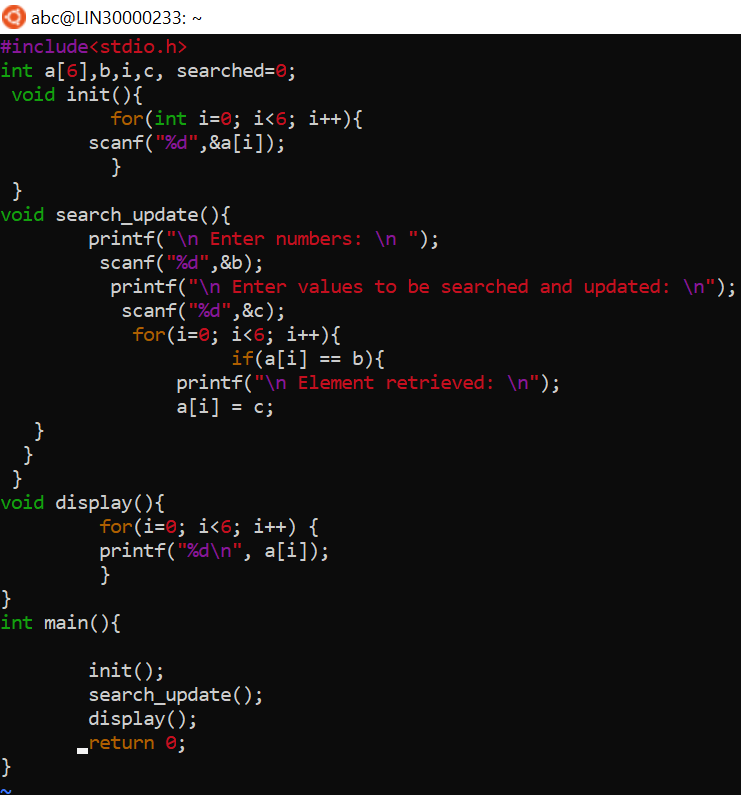 abc@LIN30000233: ~
#include<stdio.h>
int a[6],b,i,c, searched=0;
 void init(){
          for(int i=0; i<6; i++){
        scanf("%d",&a[i]);
          }
 }
void search_update(){
        printf("\n Enter numbers: \n ");
         scanf("%d",&b);
          printf("\n Enter values to be searched and updated: \n");
           scanf("%d",&c);
            for(i=0; i<6; i++){
                     if(a[i] == b){
                printf("\n Element retrieved: \n");
                a[i] = c;
   }
  }
 }
void display(){
         for(i=0; i<6; i++) {
         printf("%d\n", a[i]);
         }
}
int main(){

        init();
        search_update();
        display();
        return 0;
}
~